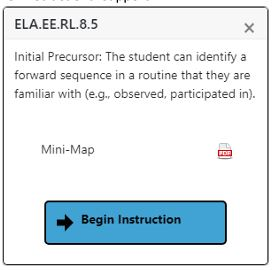 ELA.EE.RL.8.5
Initial Precursor: The student can identify a
forward sequence in a routine that they are
familiar with (e.g., observed, participated in).
Mini-Map
PDF
Begin Instruction